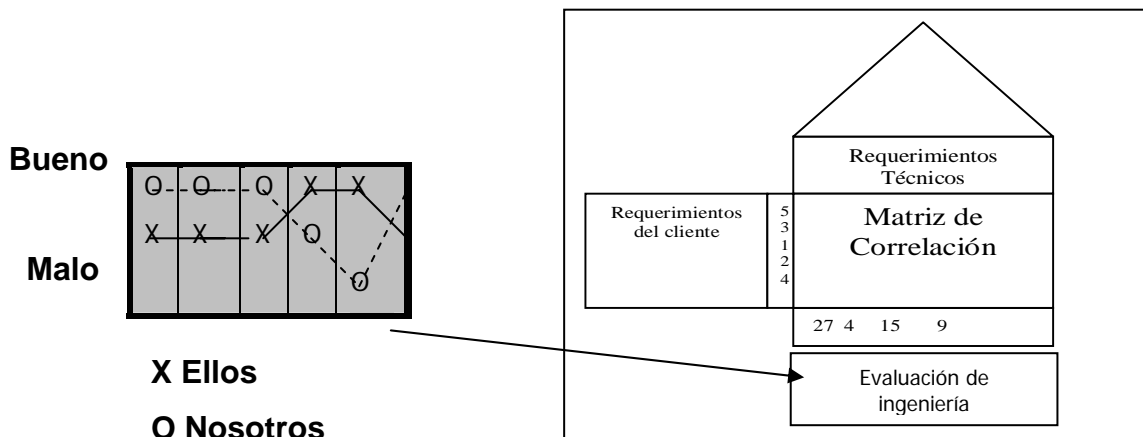 Bueno
O O O X X
X X X O
Malo
O
X Ellos
O Nosotros
Requerimientos
Técnicos
Requerimientos
del cliente
5
3
1
2
4
Matriz de
Correlación
27 4 15 9
Evaluación de
ingeniería